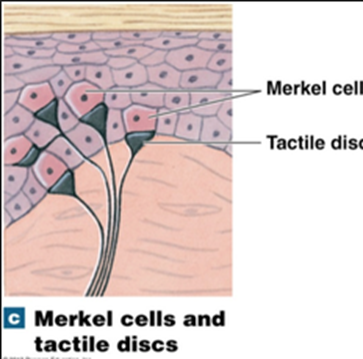 Merkel cell
Tactile disc
c Merkel cells and
tactile discs